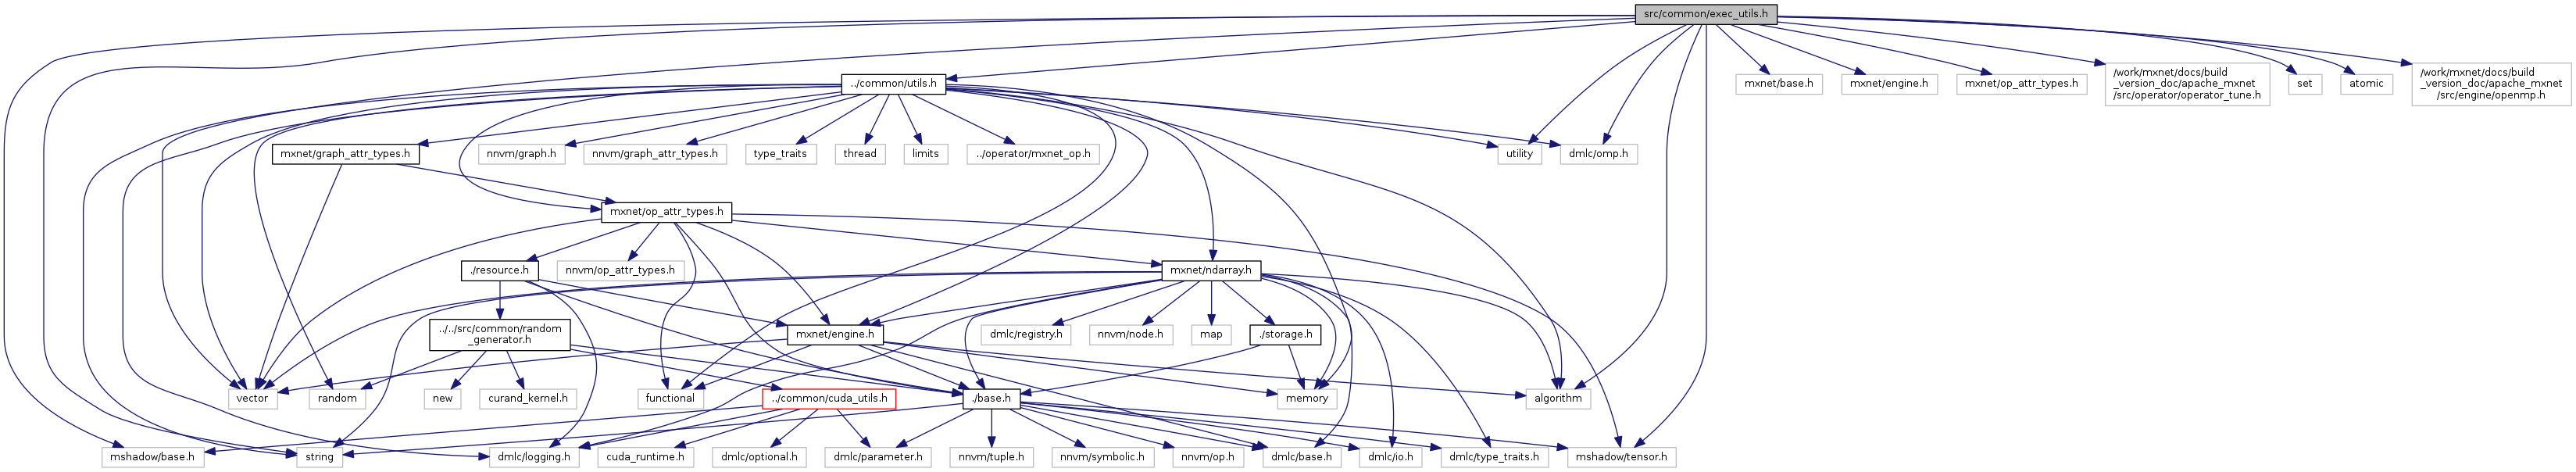 src/common/exec_utils.h
../common/utils.h
mxnet/base.h
mxnet/engine.h
mxnet/op_attr_types.h
/work/mxnet/docs/build
_version_doc/apache_mxnet
/src/operator/operator_tune.h
set
atomic
/work/mxnet/docs/build
_version_doc/apache_mxnet
/src/engine/openmp.h
mxnet/graph_attr_types.h
nnvm/graph.h
nnvm/graph_attr_types.h
type_traits
thread
limits
../operator/mxnet_op.h
utility
dmlc/omp.h
mxnet/op_attr_types.h
./resource.h
nnvm/op_attr_types.h
mxnet/ndarray.h
../../src/common/random
_generator.h
mxnet/engine.h
dmlc/registry.h
nnvm/node.h
map
./storage.h
vector
random
new
curand_kernel.h
functional
../common/cuda_utils.h
./base.h
memory
algorithm
mshadow/base.h
string
dmlc/logging.h
cuda_runtime.h
dmlc/optional.h
dmlc/parameter.h
nnvm/tuple.h
nnvm/symbolic.h
nnvm/op.h
dmlc/base.h
dmlc/io.h
dmlc/type_traits.h
mshadow/tensor.h